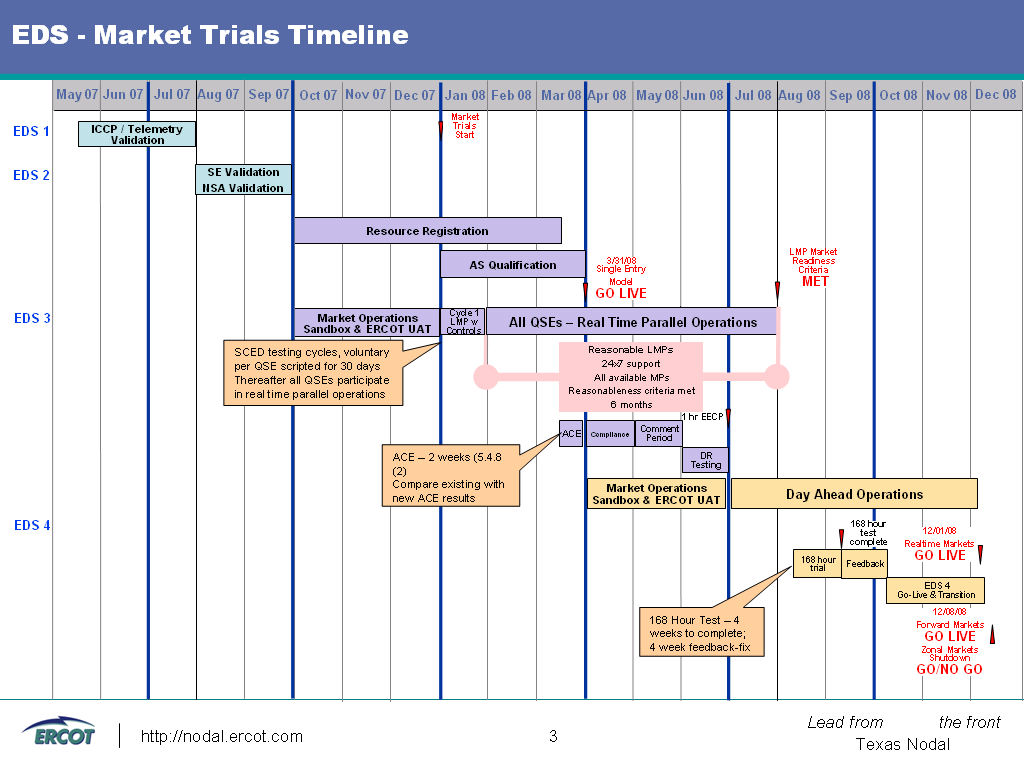 EDS - Market Trials Timeline
May 07 Jun 07 Jul 07 Aug 07 Sep 07 Oct 07 Nov 07 Dec 07 Jan 08 Feb 08 Mar 08 Apr 08 May 08 Jun 08 Jul 08 Aug 08 Sep 08 Oct 08 Nov 08 Dec 08
EDS 1
ICCP / Telemetry
Validation
Market
Trials
Start
EDS 2
SE Validation
NSA Validation
Resource Registration
AS Qualification
3/31/08
Single Entry
Model
GO LIVE
LMP Market
Readiness
Criteria
MET
EDS 3
Market Operations
Sandbox & ERCOT UAT
Cycle 1
LMP w
Controls
All QSEs – Real Time Parallel Operations
SCED testing cycles, voluntary
per QSE scripted for 30 days
Thereafter all QSEs participate
in real time parallel operations
Reasonable LMPs
24x7 support
All available MPs
Reasonableness criteria met
6 months
1 hr EECP
ACE
Compliance
Comment
Period
DR
Testing
ACE – 2 weeks (5.4.8
(2)
Compare existing with
new ACE results
Market Operations
Sandbox & ERCOT UAT
Day Ahead Operations
EDS 4
168 hour
test
complete
12/01/08
Realtime Markets
GO LIVE
168 hour
trial
Feedback
EDS 4
Go-Live & Transition
168 Hour Test – 4
weeks to complete;
4 week feedback-fix
12/08/08
Forward Markets
GO LIVE
Zonal Markets
Shutdown
GO/NO GO
ERCOT
http://nodal.ercot.com
3
Lead from the front
Texas Nodal